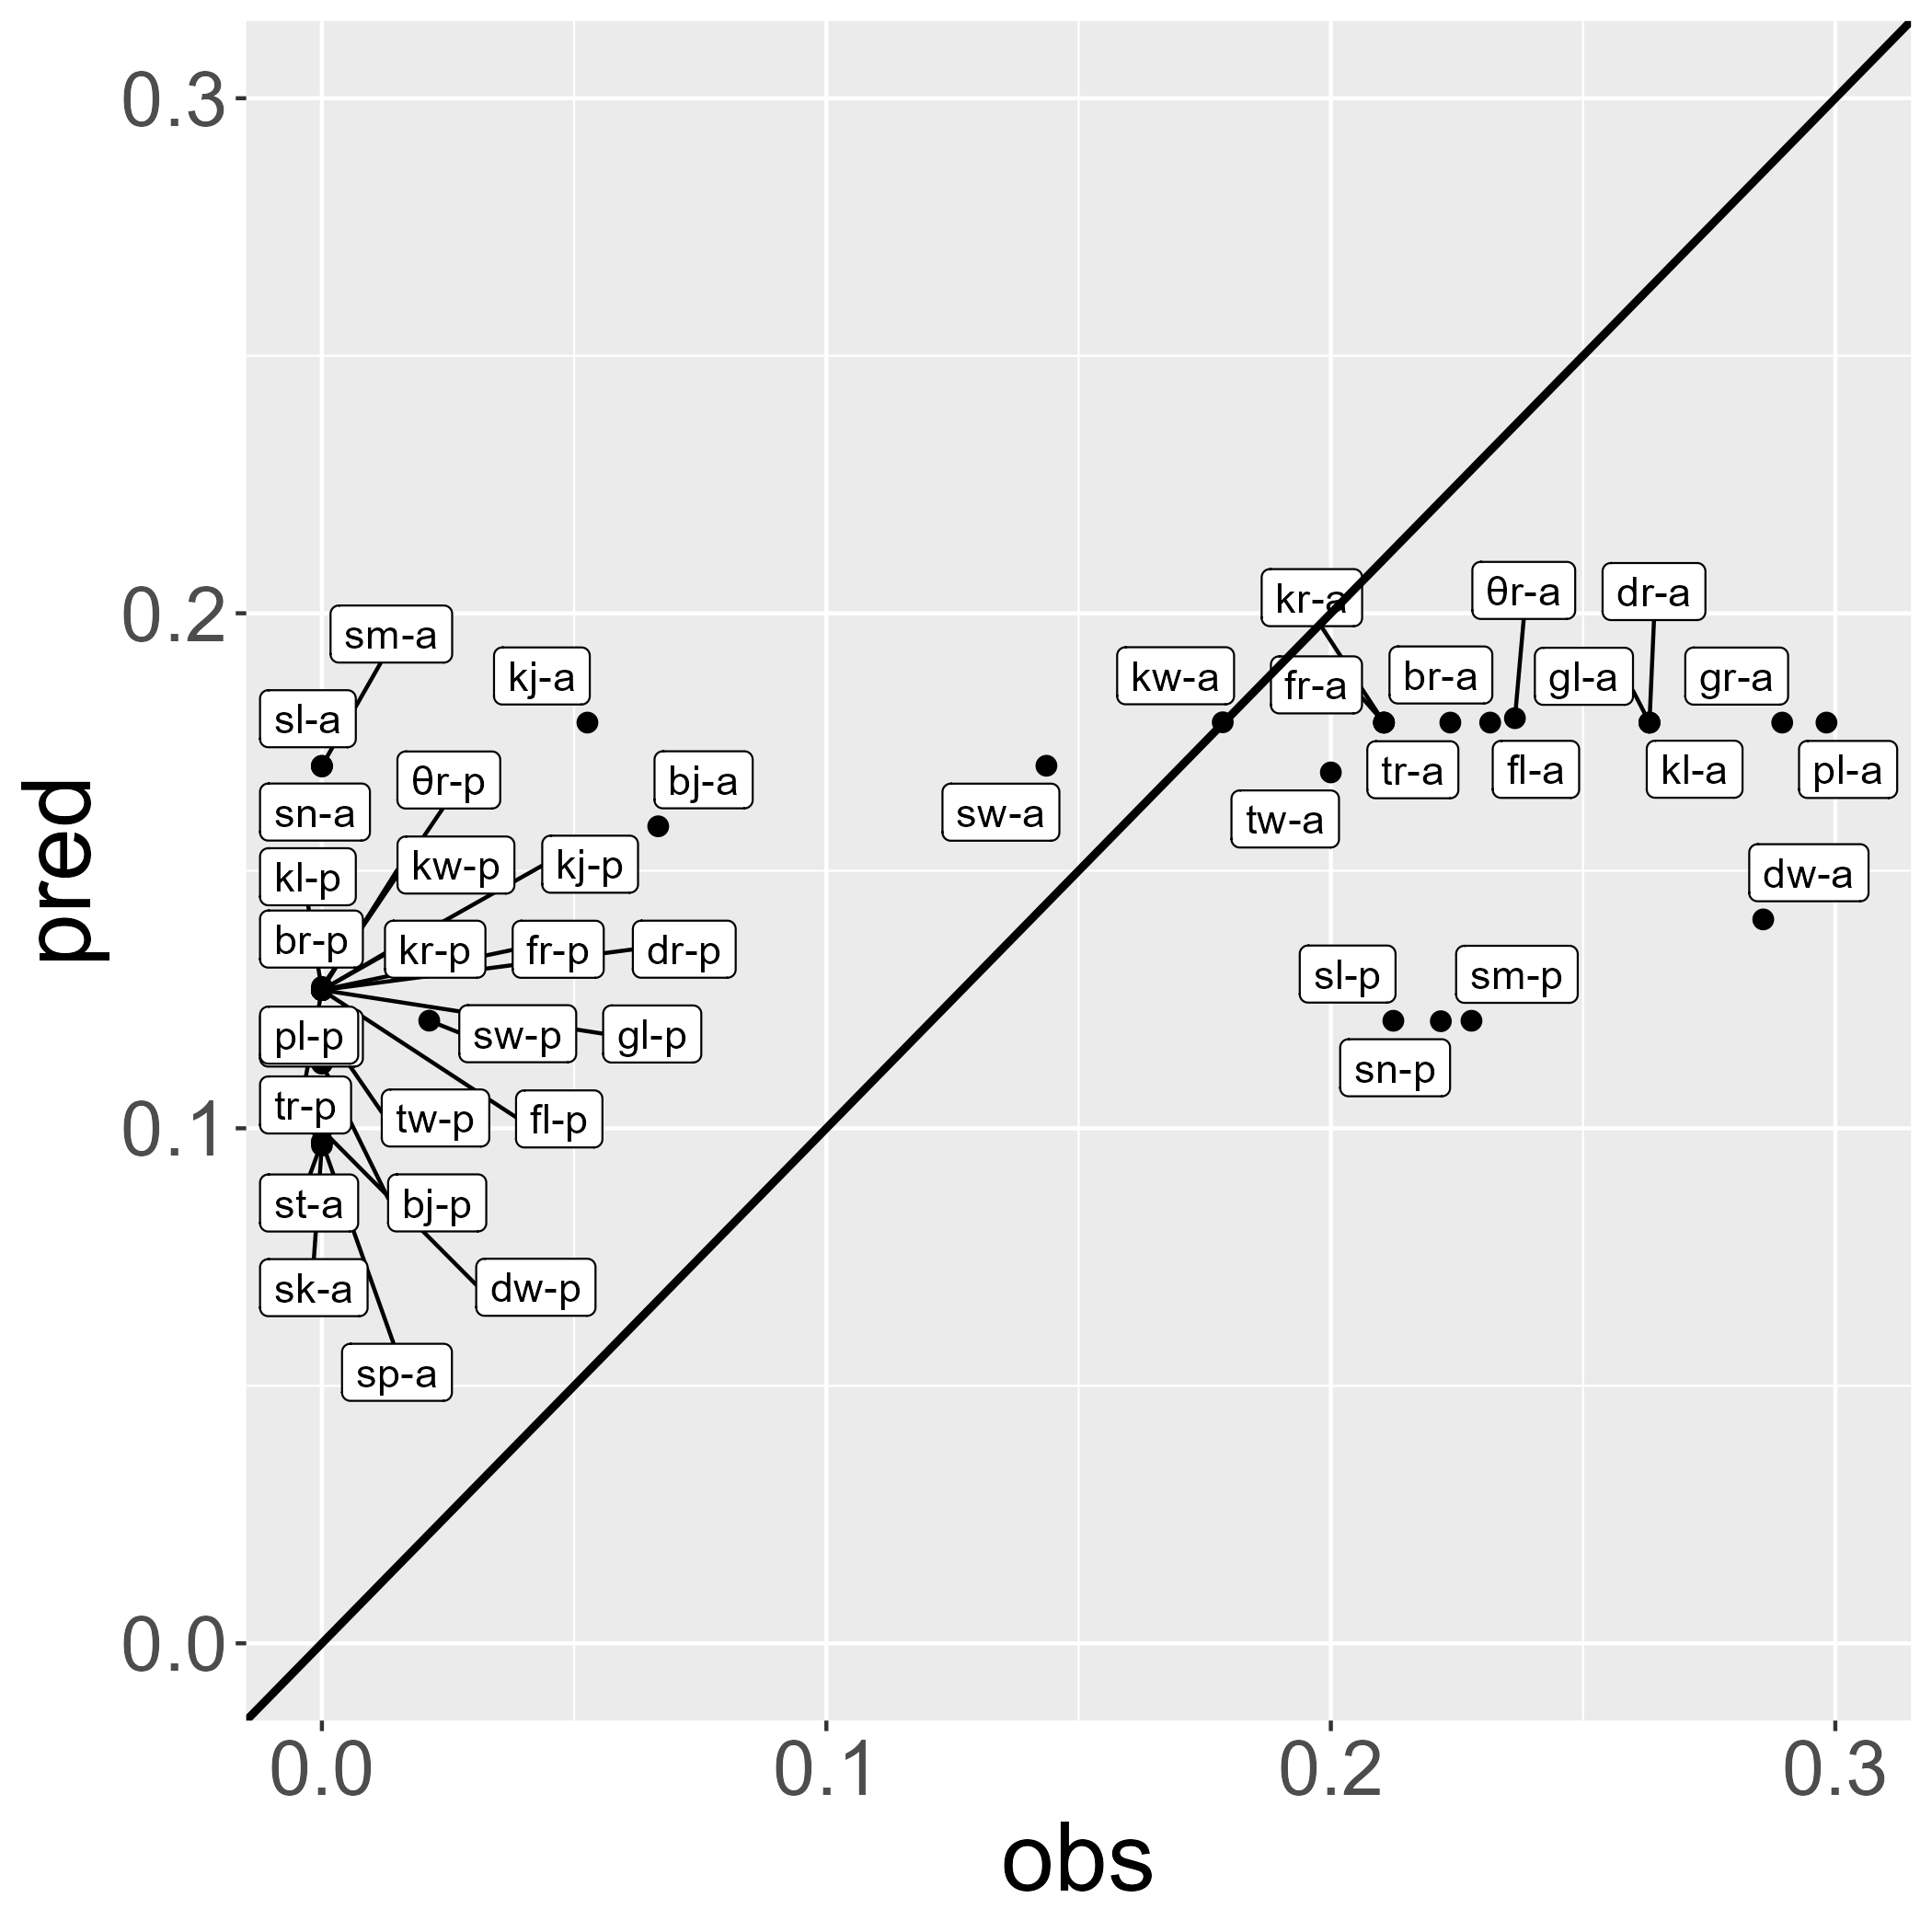 0.3
0.2
0.1
0.0
pred
kr-a
θr-a
dr-a
sm-a
kj-a
kw-a
fr-a
br-a
gl-a
gr-a
sl-a
θr-p
bj-a
tr-a
fl-a
kl-a
pl-a
sn-a
sw-a
tw-a
kl-p
kw-p
kj-p
dw-a
br-p
kr-p
fr-p
dr-p
sl-p
sm-p
pl-p
sw-p
gl-p
sn-p
tr-p
tw-p
fl-p
st-a
bj-p
sk-a
dw-p
sp-a
0.0
0.1
0.2
0.3
obs